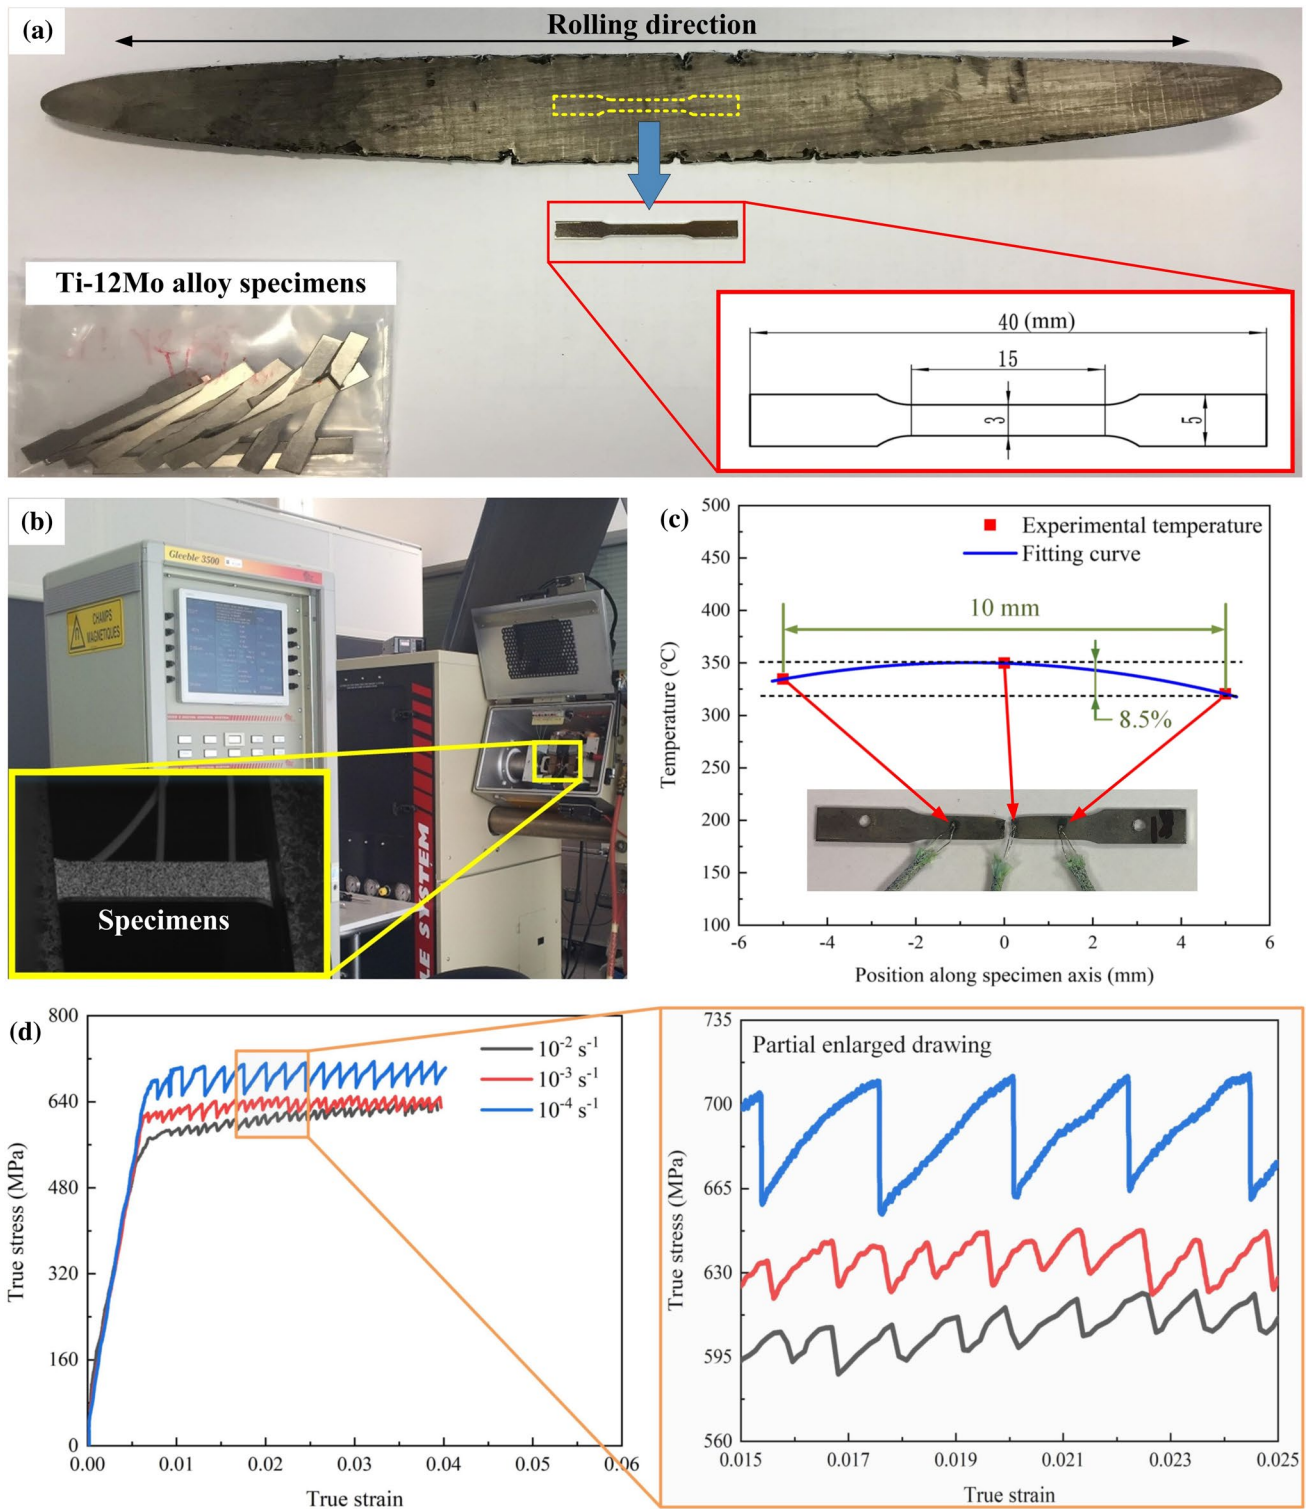 (a)
Rolling direction
Ti-12Mo alloy specimens
40 (mm)
15
3
5
(b)
Gleeble 3500
CHAMPS
MAGNETIQUES
SYSTEM
Specimens
(c)
500
450
400
350
300
250
200
150
100
-6
-4
-2
0
2
4
6
Temperature (°C)
Position along specimen axis (mm)
Experimental temperature
Fitting curve
10 mm
8.5%
(d)
800
640
480
320
160
0
0.00
0.01
0.02
0.03
0.04
0.05
0.06
True stress (MPa)
True strain
10⁻² s⁻¹
10⁻³ s⁻¹
10⁻⁴ s⁻¹
Partial enlarged drawing
735
700
665
630
595
560
0.015
0.017
0.019
0.021
0.023
0.025
True stress (MPa)
True strain